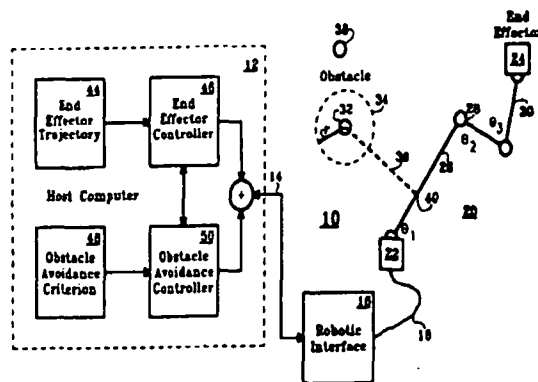 12
44
End
Effector
Trajectory
46
End
Effector
Controller
Host Computer
+
14
48
Obstacle
Avoidance
Criterion
50
Obstacle
Avoidance
Controller
38
Obstacle
34
32
r
36
10
End
Effector
24
28
30
θ3
θ2
26
40
20
θ1
22
16
Robotic
Interface
18